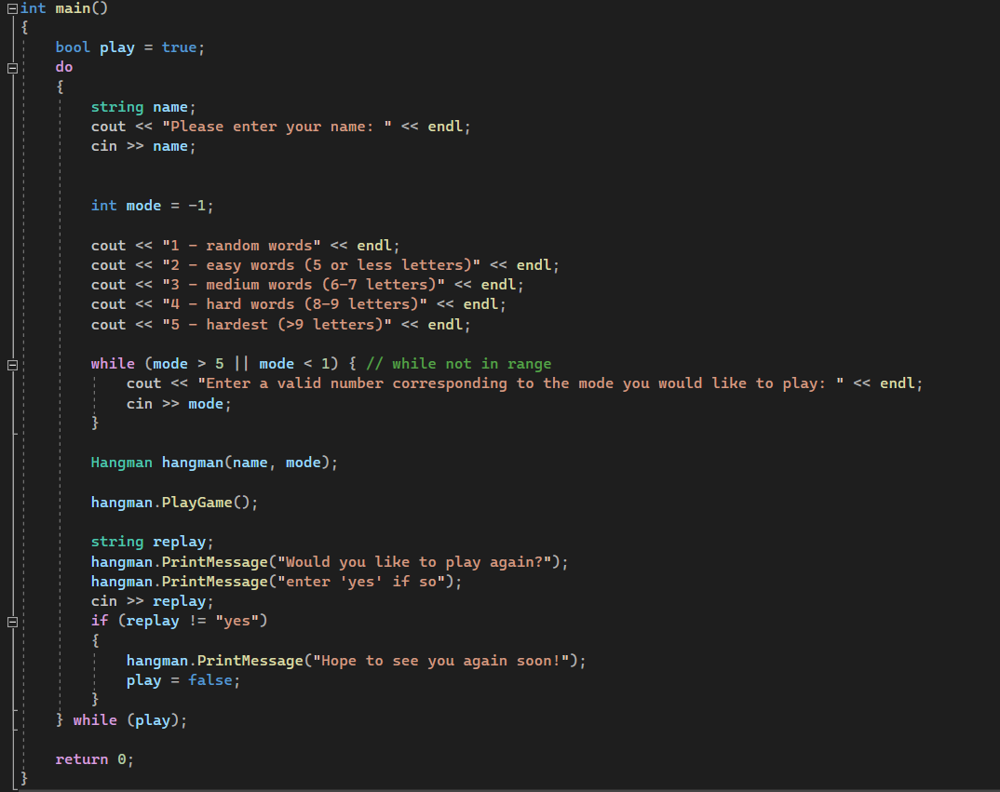 int main()
{
    bool play = true;
    do
    {
        string name;
        cout << "Please enter your name: " << endl;
        cin >> name;


        int mode = -1;

        cout << "1 - random words" << endl;
        cout << "2 - easy words (5 or less letters)" << endl;
        cout << "3 - medium words (6-7 letters)" << endl;
        cout << "4 - hard words (8-9 letters)" << endl;
        cout << "5 - hardest (>9 letters)" << endl;

        while (mode > 5 || mode < 1) { // while not in range
            cout << "Enter a valid number corresponding to the mode you would like to play: " << endl;
            cin >> mode;
        }

        Hangman hangman(name, mode);

        hangman.PlayGame();

        string replay;
        hangman.PrintMessage("Would you like to play again?");
        hangman.PrintMessage("enter 'yes' if so");
        cin >> replay;
        if (replay != "yes")
        {
            hangman.PrintMessage("Hope to see you again soon!");
            play = false;
        }
    } while (play);

    return 0;
}